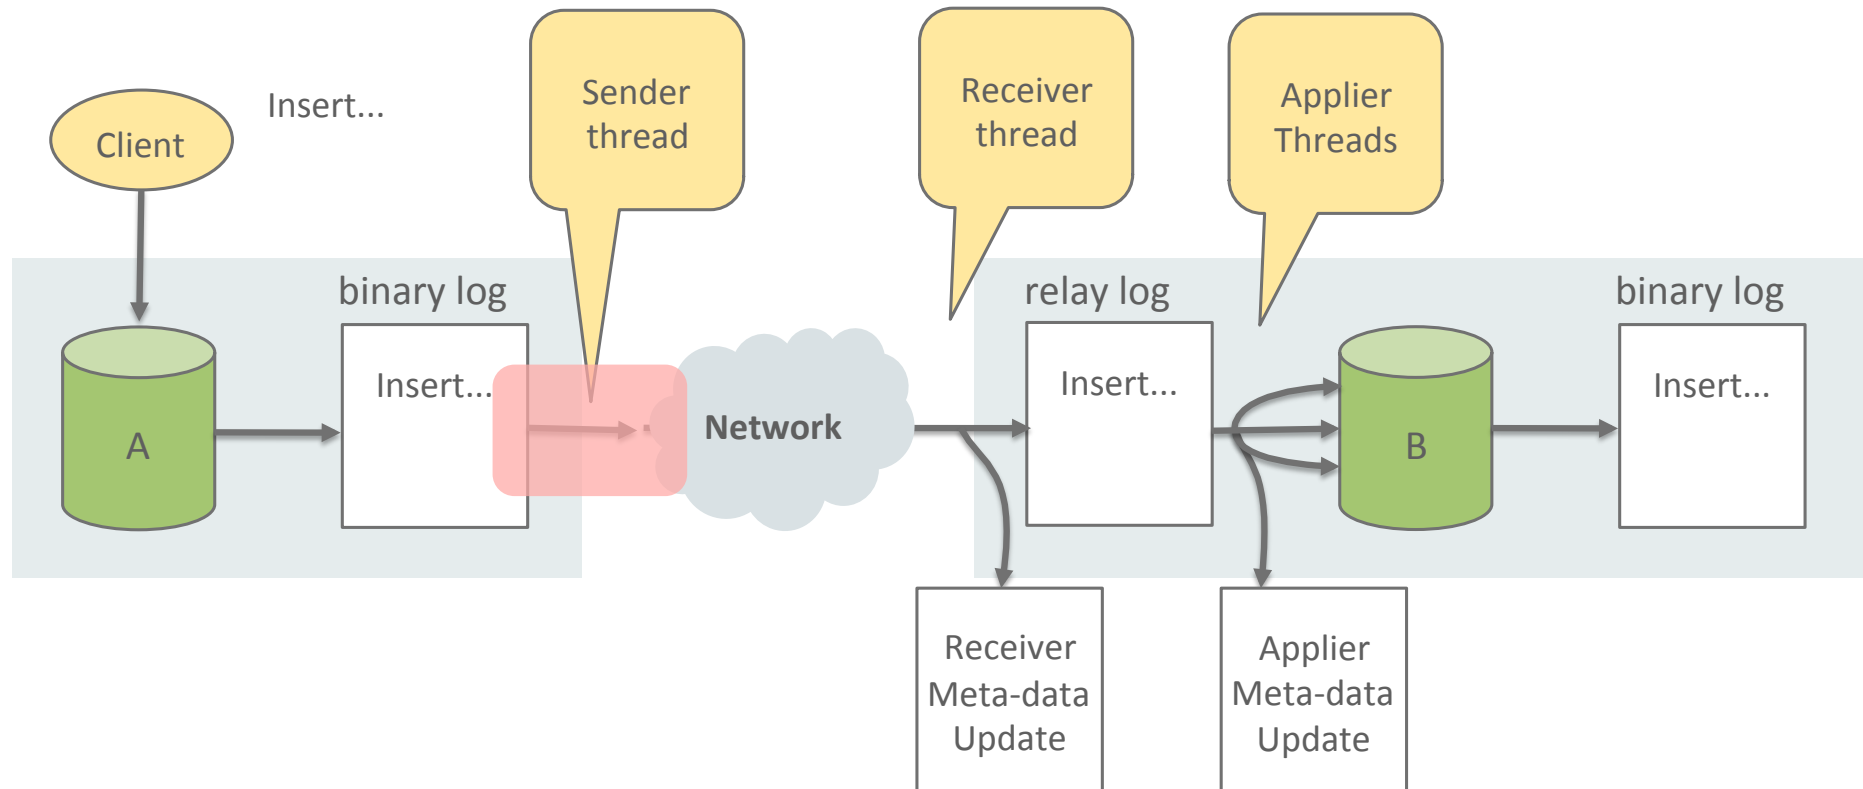 Sender
thread
Receiver
thread
Applier
Threads
Insert...
Client
binary log
relay log
binary log
Insert...
Insert...
Insert...
Network
A
B
Receiver
Meta-data
Update
Applier
Meta-data
Update